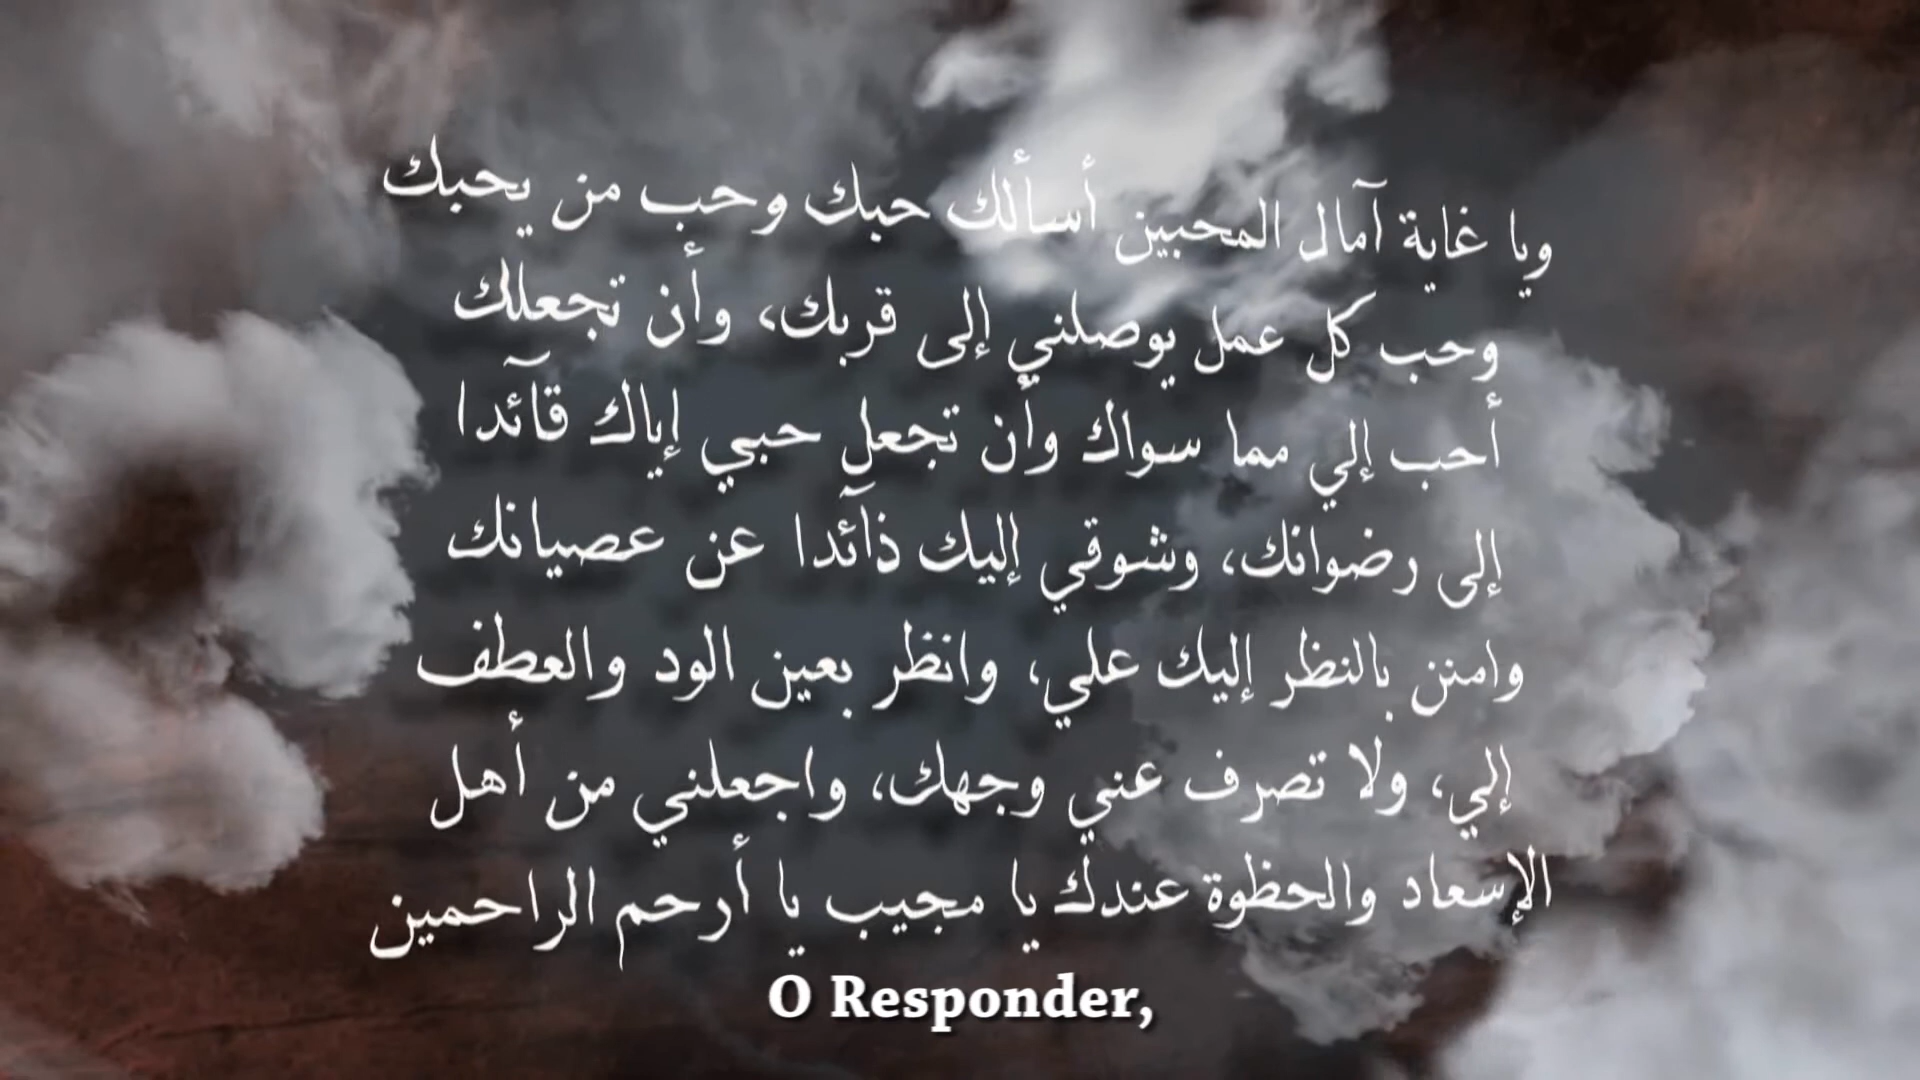 ويا غاية آمال المحبين أسألك حبك وحب من يحبك
وحب كل عمل يوصلني إلى قربك، وأن تجعلك
أحب إلي مما سواك وأن تجعل حبي إياك قآئدا
إلى رضوانك، وشوقي إليك ذآئدا عن عصيانك
وامنن بالنظر إليك علي، وانظر بعين الود والعطف
إلي، ولا تصرف عني وجهك، واجعلني من أهل
الإسعاد والحظوة عندك يا مجيب يا أرحم الراحمين
O Responder,